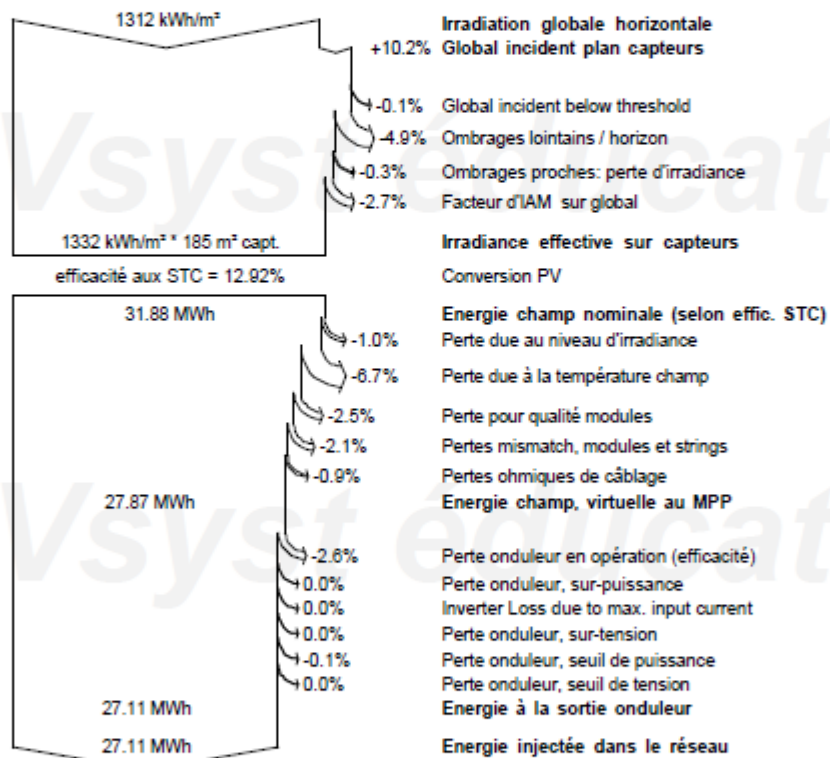 1312 kWh/m² Irradiation globale horizontale
+10.2% Global incident plan capteurs
-0.1% Global incident below threshold
-4.9% Ombrages lointains / horizon
-0.3% Ombrages proches: perte d'irradiance
-2.7% Facteur d'IAM sur global
1332 kWh/m² * 185 m² capt. Irradiance effective sur capteurs
efficacité aux STC = 12.92% Conversion PV
31.88 MWh Energie champ nominale (selon effic. STC)
-1.0% Perte due au niveau d'irradiance
-6.7% Perte due à la température champ
-2.5% Perte pour qualité modules
-2.1% Pertes mismatch, modules et strings
-0.9% Pertes ohmiques de câblage
27.87 MWh Energie champ, virtuelle au MPP
-2.6% Perte onduleur en opération (efficacité)
0.0% Perte onduleur, sur-puissance
0.0% Inverter Loss due to max. input current
0.0% Perte onduleur, sur-tension
-0.1% Perte onduleur, seuil de puissance
0.0% Perte onduleur, seuil de tension
27.11 MWh Energie à la sortie onduleur
27.11 MWh Energie injectée dans le réseau
Vsyst éducat
Vsyst éducat